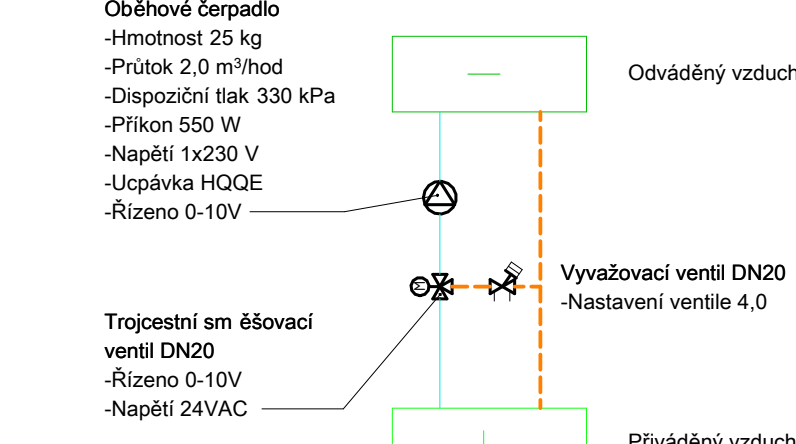 Oběhové čerpadlo
-Hmotnost 25 kg
-Průtok 2,0 m³/hod
-Dispoziční tlak 330 kPa
-Příkon 550 W
-Napětí 1x230 V
-Ucpávka HQQE
-Řízeno 0-10V
Odváděný vzduch
Vyvažovací ventil DN20
-Nastavení ventile 4,0
Trojcestní sm ěšovací
ventil DN20
-Řízeno 0-10V
-Napětí 24VAC
Přiváděný vzduch